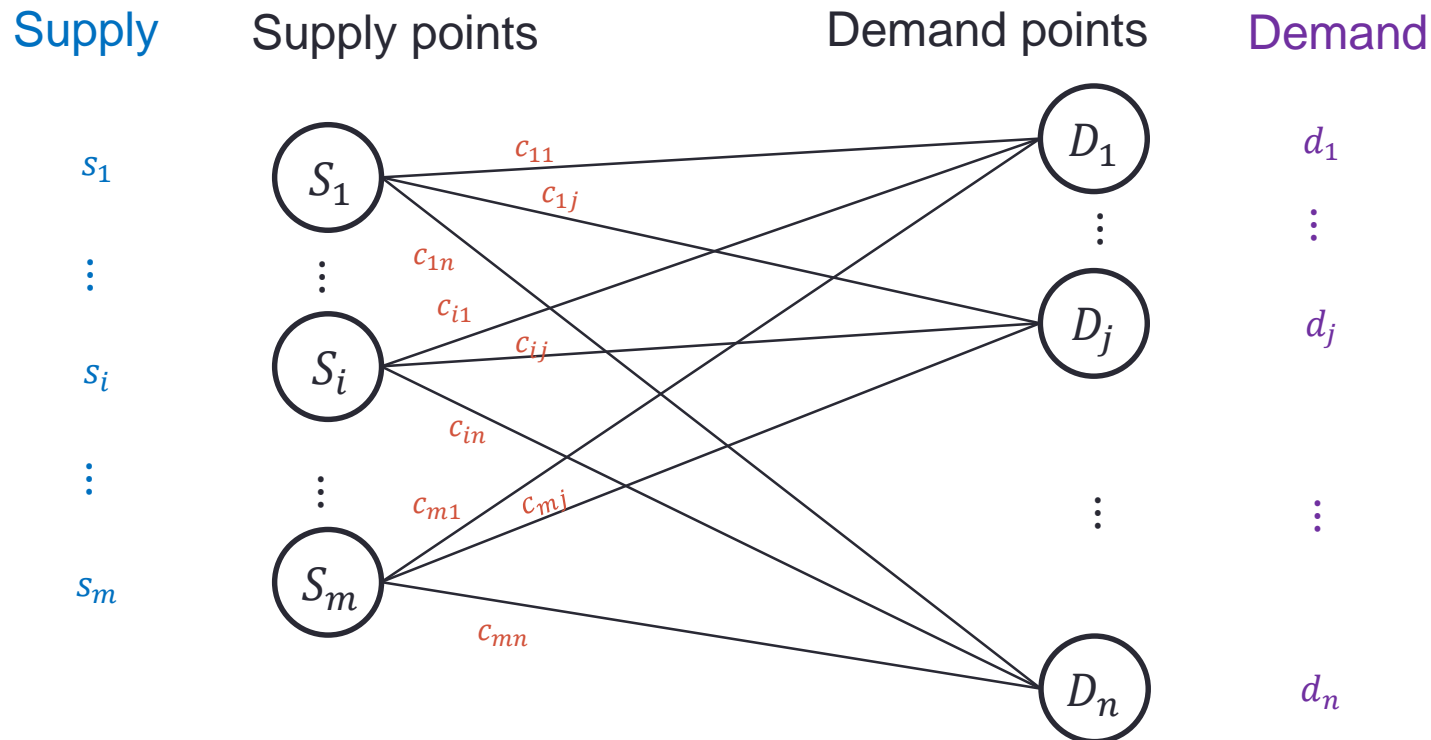 Supply Supply points Demand points Demand
D₁ d₁
s₁ S₁ c₁₁
c₁ⱼ
⋮ ⋮
c₁ₙ
⋮ ⋮
cᵢ₁
Dⱼ dⱼ
cᵢⱼ
sᵢ Sᵢ
cᵢₙ
⋮ ⋮
cₘ₁ cₘⱼ
⋮ ⋮
sₘ Sₘ
cₘₙ
Dₙ dₙ